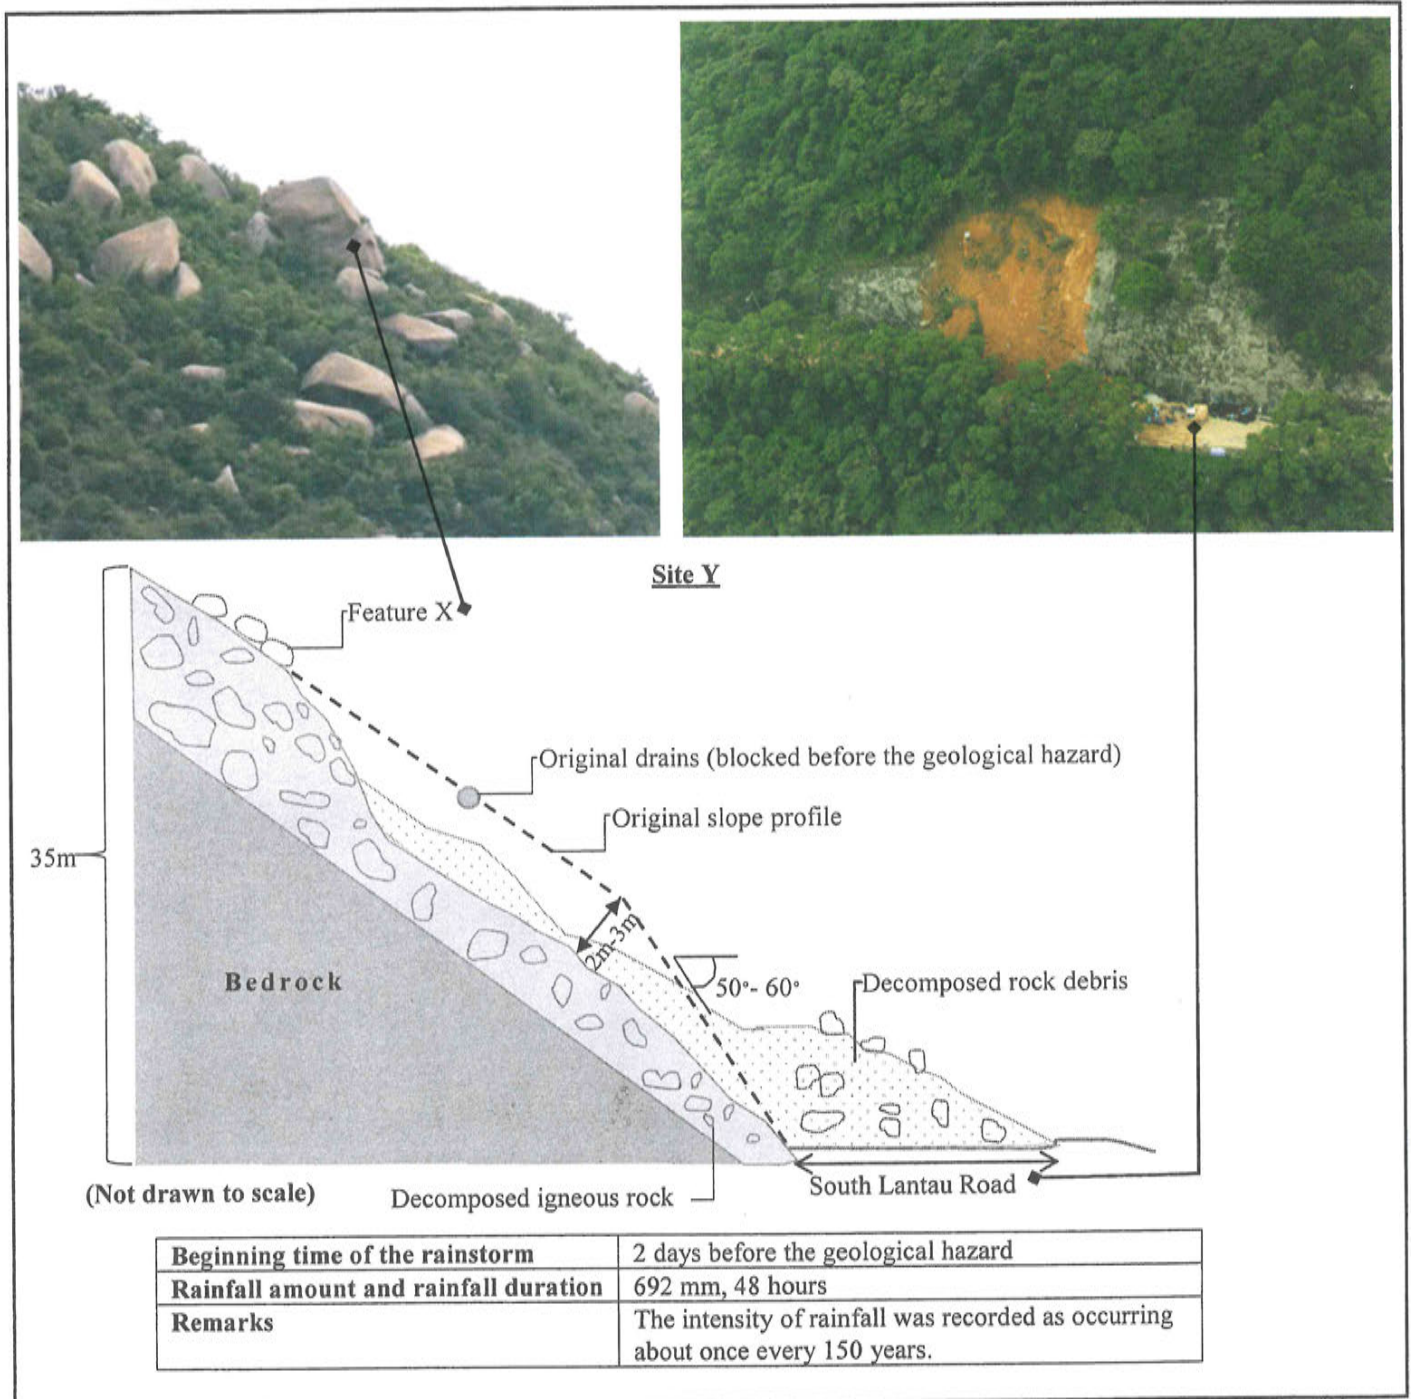 Site Y
Feature X
Original drains (blocked before the geological hazard)
Original slope profile
35m
2m-3m
50°- 60°
Bedrock
Decomposed rock debris
(Not drawn to scale)
Decomposed igneous rock
South Lantau Road
Beginning time of the rainstorm
2 days before the geological hazard
Rainfall amount and rainfall duration
692 mm, 48 hours
Remarks
The intensity of rainfall was recorded as occurring
about once every 150 years.